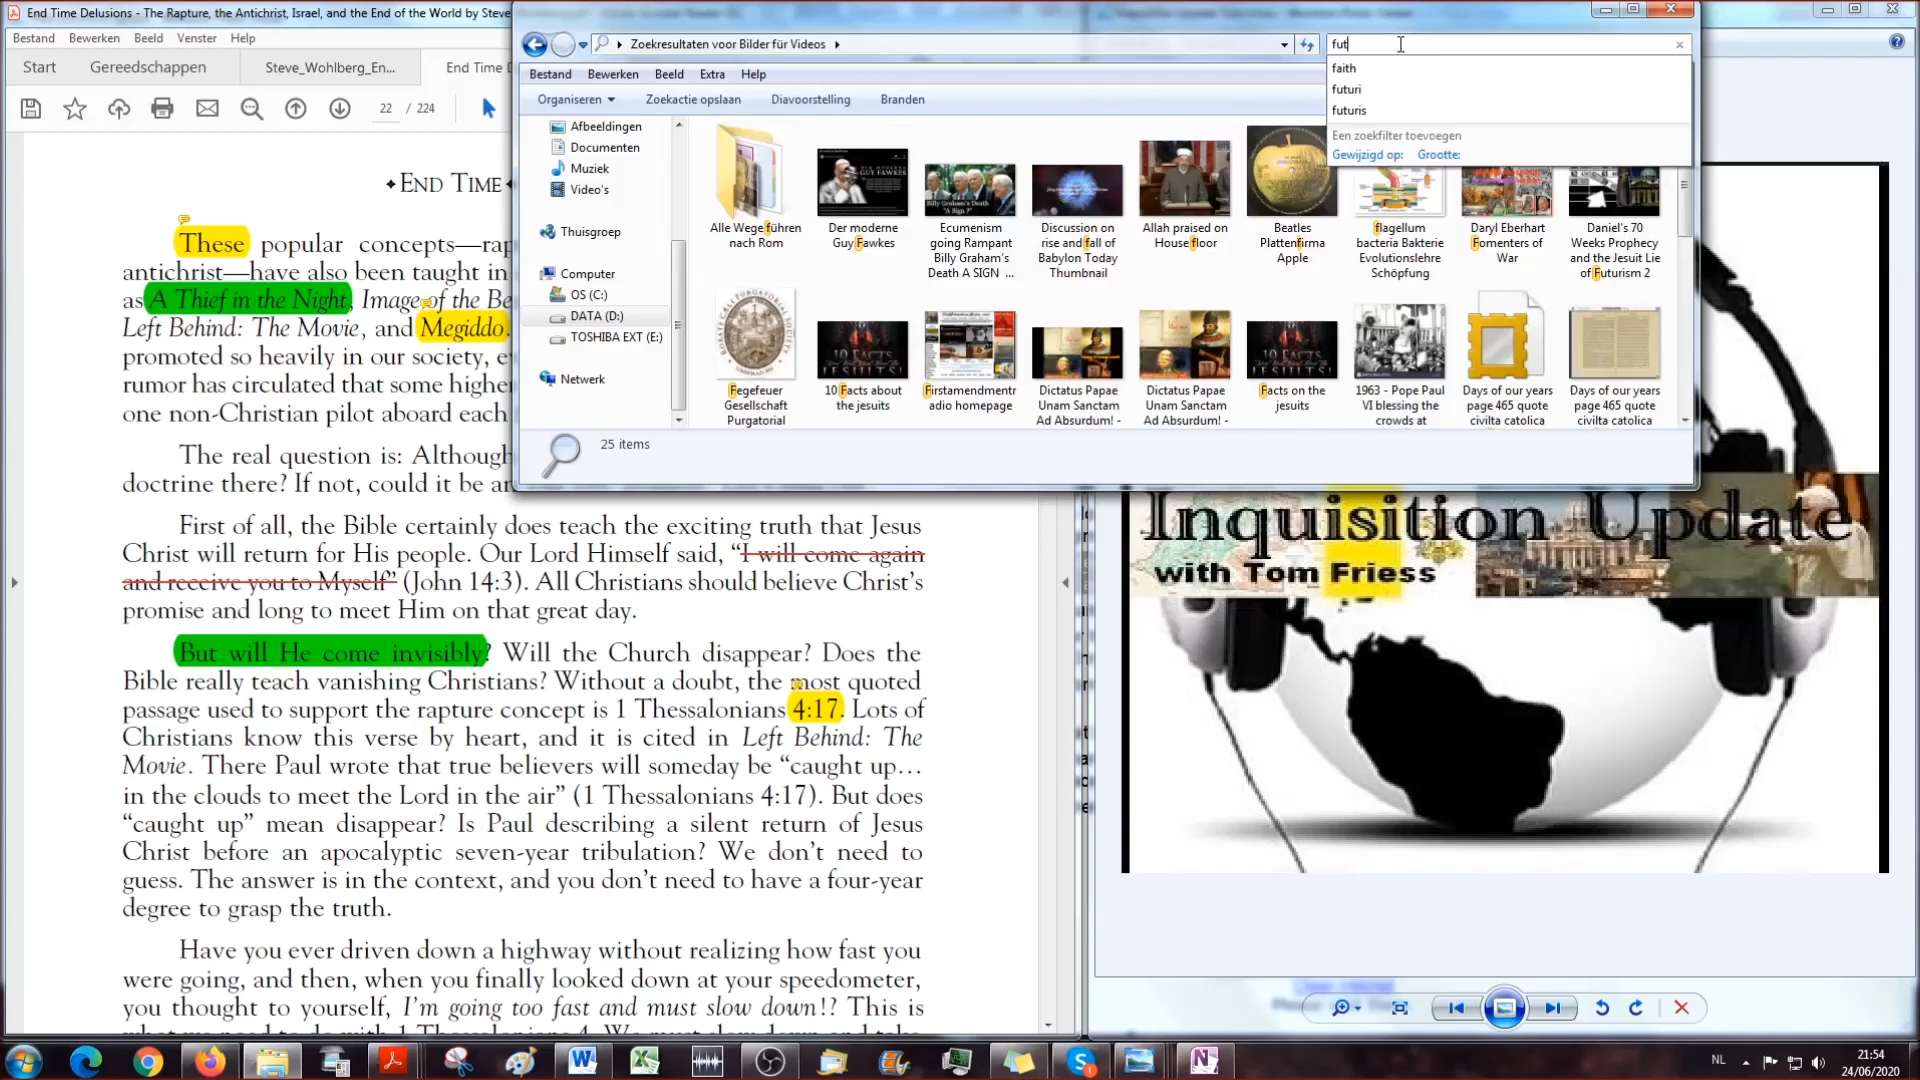 End Time Delusions - The Rapture, the Antichrist, Israel, and the End of the World by Steve
Bestand Bewerken Beeld Venster Help
Start Gereedschappen Steve_Wohlberg_En... End Time D
22 / 224
END TIME
These popular concepts—rap
antichrist—have also been taught in
as A Thief in the Night, Image of the Be
Left Behind: The Movie, and Megiddo.
promoted so heavily in our society, e
rumor has circulated that some higher
one non-Christian pilot aboard each
The real question is: Although
doctrine there? If not, could it be an
First of all, the Bible certainly does teach the exciting truth that Jesus
Christ will return for His people. Our Lord Himself said, “I will come again
and receive you to Myself” (John 14:3). All Christians should believe Christ’s
promise and long to meet Him on that great day.
But will He come invisibly? Will the Church disappear? Does the
Bible really teach vanishing Christians? Without a doubt, the most quoted
passage used to support the rapture concept is 1 Thessalonians 4:17. Lots of
Christians know this verse by heart, and it is cited in Left Behind: The
Movie. There Paul wrote that true believers will someday be “caught up…
in the clouds to meet the Lord in the air” (1 Thessalonians 4:17). But does
“caught up” mean disappear? Is Paul describing a silent return of Jesus
Christ before an apocalyptic seven-year tribulation? We don’t need to
guess. The answer is in the context, and you don’t need to have a four-year
degree to grasp the truth.
Have you ever driven down a highway without realizing how fast you
were going, and then, when you finally looked down at your speedometer,
you thought to yourself, I’m going too fast and must slow down!? This is
Zoekresultaten voor Bilder für Videos
fut
faith
futuri
futuris
Een zoekfilter toevoegen
Gewijzigd op: Grootte:
Bestand Bewerken Beeld Extra Help
Organiseren Zoekactie opslaan Diavoorstelling Branden
Afbeeldingen
Documenten
Muziek
Video's
Thuisgroep
Computer
OS (C:)
DATA (D:)
TOSHIBA EXT (E:)
Netwerk
Alle Wege führen
nach Rom
Der moderne
Guy Fawkes
Ecumenism
going Rampant
Billy Graham's
Death A SIGN ...
Discussion on
rise and fall of
Babylon Today
Thumbnail
Allah praised on
House floor
Beatles
Plattenfirma
Apple
flagellum
bacteria Bakterie
Evolutionslehre
Schöpfung
Daryl Eberhart
Fomenters of
War
Daniel's 70
Weeks Prophecy
and the Jesuit Lie
of Futurism 2
Fegefeuer
Gesellschaft
Purgatorial
10 Facts about
the jesuits
Firstamendmentr
adio homepage
Dictatus Papae
Unam Sanctam
Ad Absurdum! -
Dictatus Papae
Unam Sanctam
Ad Absurdum! -
Facts on the
jesuits
1963 - Pope Paul
VI blessing the
crowds at
Days of our years
page 465 quote
civilta catolica
Days of our years
page 465 quote
civilta catolica
25 items
Inquisition Update
with Tom Friess
NL
21:54
24/06/2020